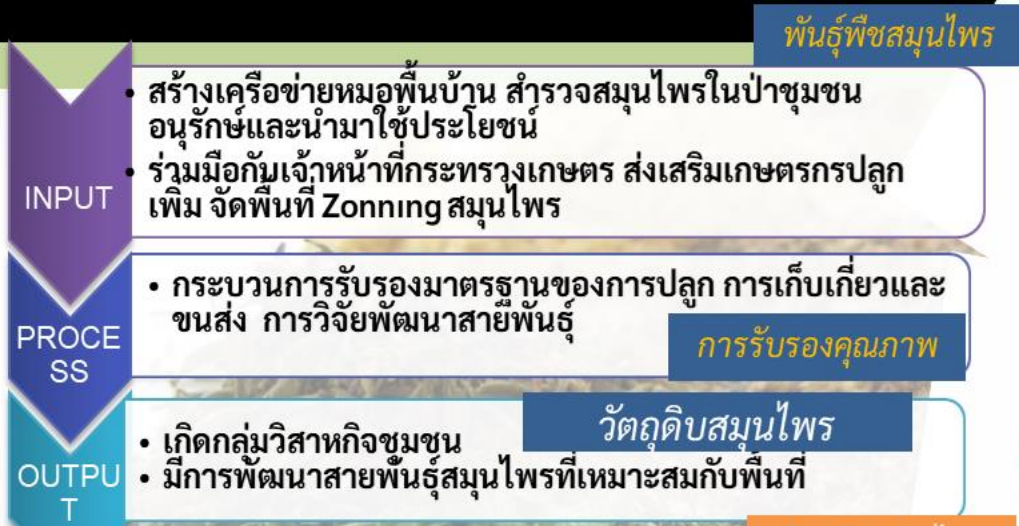 พันธุ์พืชสมุนไพร
• สร้างเครือข่ายหมอพื้นบ้าน สำรวจสมุนไพรในป่าชุมชน
อนุรักษ์และนำมาใช้ประโยชน์
• ร่วมมือกับเจ้าหน้าที่กระทรวงเกษตร ส่งเสริมเกษตรกรปลูก
เพิ่ม จัดพื้นที่ Zonning สมุนไพร
INPUT
• กระบวนการรับรองมาตรฐานของการปลูก การเก็บเกี่ยวและ
ขนส่ง การวิจัยพัฒนาสายพันธุ์
PROCE
SS
การรับรองคุณภาพ
วัตถุดิบสมุนไพร
• เกิดกลุ่มวิสาหกิจชุมชน
• มีการพัฒนาสายพันธุ์สมุนไพรที่เหมาะสมกับพื้นที่
OUTPU
T